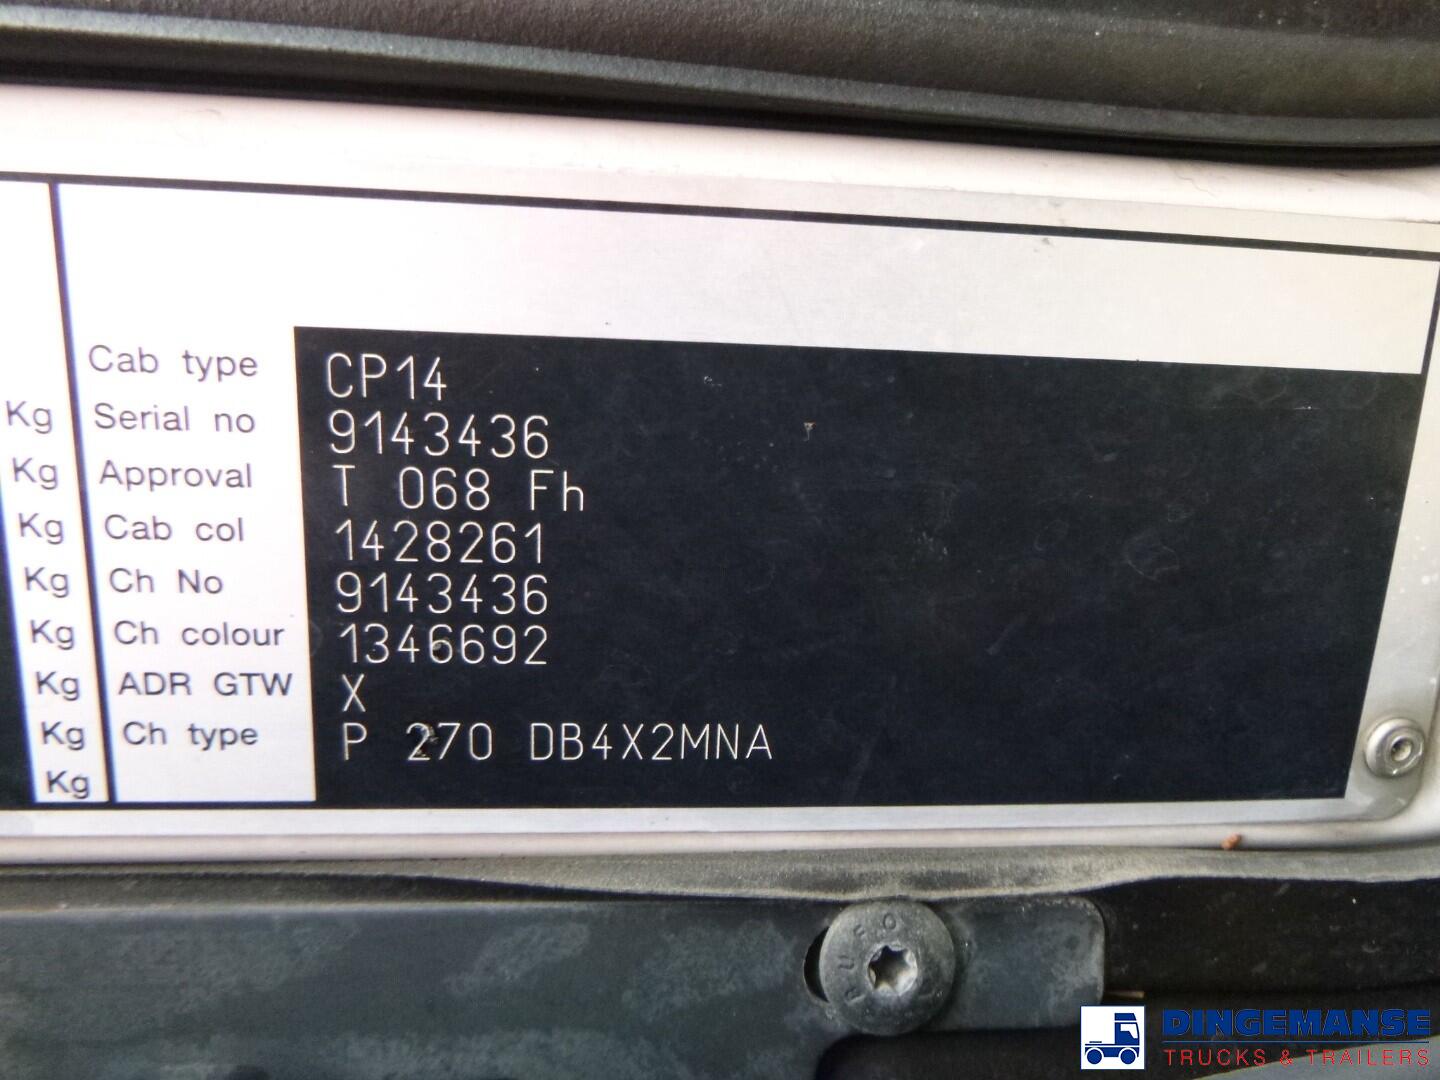 Cab type CP14
Kg Serial no 9143436
Kg Approval T 068 Fh
Kg Cab col 1428261
Kg Ch No 9143436
Kg Ch colour 1346692
Kg ADR GTW X
Kg Ch type P 270 DB4X2MNA
Kg
DINGEMANSE
TRUCKS & TRAILERS